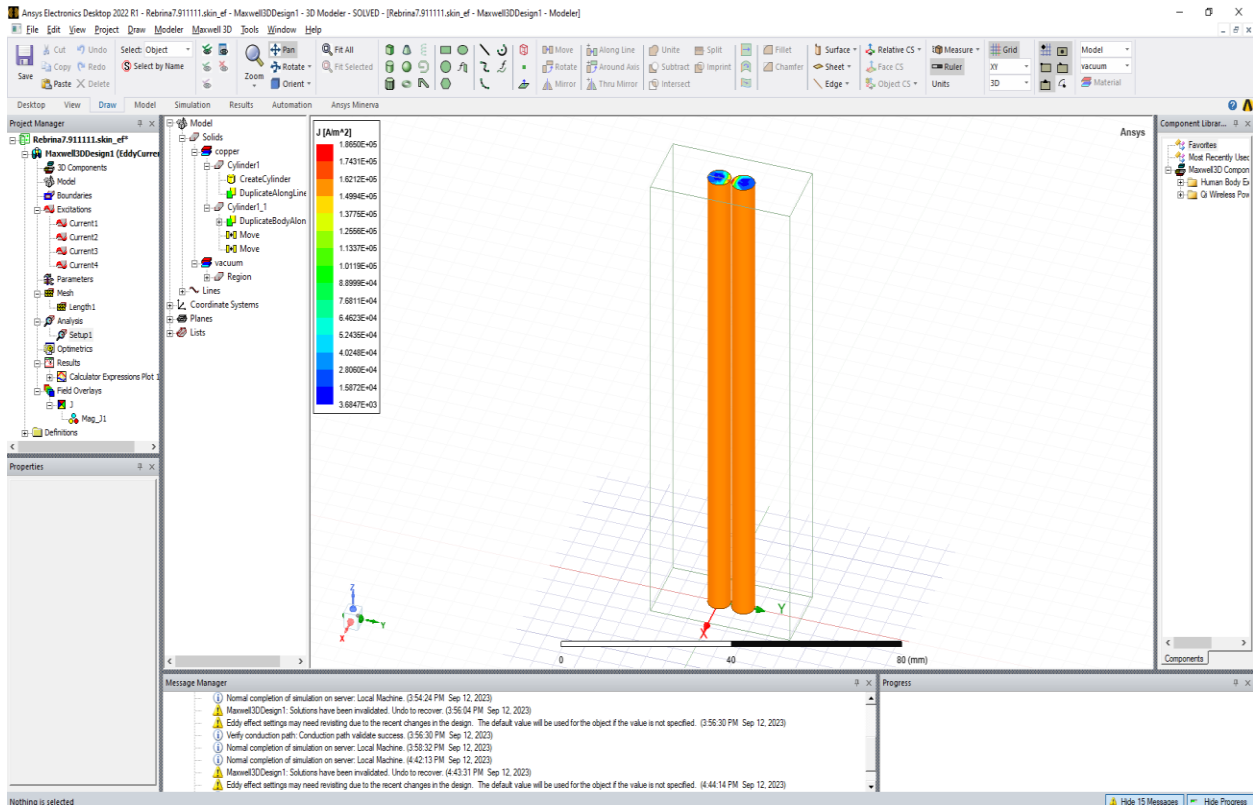 Ansys Electronics Desktop 2022 R1 - Rebrina7.911111.skin_ef - Maxwell3DDesign1 - 3D Modeler - SOLVED - [Rebrina7.911111.skin_ef - Maxwell3DDesign1 - Modeler]
File Edit View Project Draw Modeler Maxwell 3D Tools Window Help
Save
Cut Undo
Copy Redo
Paste Delete
Select: Object
Select by Name
Zoom
Pan
Rotate
Orient
Fit All
Fit Selected
Move Along Line Unite Split Fillet
Rotate Around Axis Subtract Imprint Chamfer
Mirror Thru Mirror Intersect
Surface Relative CS Measure Grid Model
Sheet Face CS Ruler XY vacuum
Edge Object CS Units 3D Material
Desktop View Draw Model Simulation Results Automation Ansys Minerva
Project Manager
Rebrina7.911111.skin_ef*
Maxwell3DDesign1 (EddyCurre
3D Components
Model
Boundaries
Excitations
Current1
Current2
Current3
Current4
Parameters
Mesh
Length1
Analysis
Setup1
Optimetrics
Results
Calculator Expressions Plot 1
Field Overlays
J
Mag_J1
Definitions
Properties
Model
Solids
copper
Cylinder1
CreateCylinder
DuplicateAlongLine
Cylinder1_1
DuplicateBodyAlon
Move
Move
vacuum
Region
Lines
Coordinate Systems
Planes
Lists
J [A/m^2]
1.8650E+05
1.7431E+05
1.6212E+05
1.4994E+05
1.3775E+05
1.2556E+05
1.1337E+05
1.0119E+05
8.8999E+04
7.6811E+04
6.4623E+04
5.2435E+04
4.0248E+04
2.8060E+04
1.5872E+04
3.6847E+03
Ansys
Z
Y
X
Y
X
0 40 80 (mm)
Component Librar...
Favorites
Most Recently Usec
Maxwell3D Compon
Human Body Ex
Qi Wireless Pow
Components
Message Manager
Normal completion of simulation on server: Local Machine. (3:54:24 PM Sep 12, 2023)
Maxwell3DDesign1: Solutions have been invalidated. Undo to recover. (3:56:04 PM Sep 12, 2023)
Eddy effect settings may need revisiting due to the recent changes in the design. The default value will be used for the object if the value is not specified. (3:56:30 PM Sep 12, 2023)
Verify conduction path: Conduction path validate success. (3:56:30 PM Sep 12, 2023)
Normal completion of simulation on server: Local Machine. (3:58:32 PM Sep 12, 2023)
Normal completion of simulation on server: Local Machine. (4:42:13 PM Sep 12, 2023)
Maxwell3DDesign1: Solutions have been invalidated. Undo to recover. (4:43:31 PM Sep 12, 2023)
Eddy effect settings may need revisiting due to the recent changes in the design. The default value will be used for the object if the value is not specified. (4:44:14 PM Sep 12, 2023)
Progress
Nothing is selected
Hide 15 Messages Hide Progress